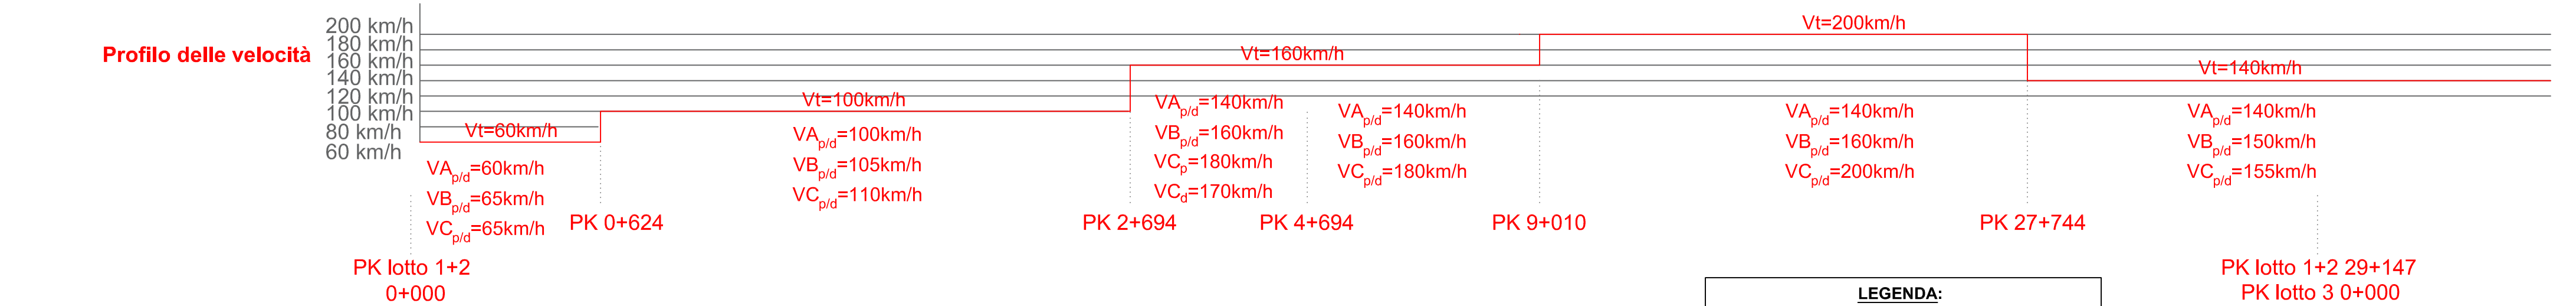 Profilo delle velocità
200 km/h
180 km/h
160 km/h
140 km/h
120 km/h
100 km/h
80 km/h
60 km/h
Vt=60km/h
VAp/d=60km/h
VBp/d=65km/h
VCp/d=65km/h
Vt=100km/h
VAp/d=100km/h
VBp/d=105km/h
VCp/d=110km/h
Vt=160km/h
VAp/d=140km/h
VBp/d=160km/h
VCp=180km/h
VCd=170km/h
VAp/d=140km/h
VBp/d=160km/h
VCp/d=180km/h
Vt=200km/h
VAp/d=140km/h
VBp/d=160km/h
VCp/d=200km/h
Vt=140km/h
VAp/d=140km/h
VBp/d=150km/h
VCp/d=155km/h
PK 0+624
PK 2+694
PK 4+694
PK 9+010
PK 27+744
PK lotto 1+2
0+000
PK lotto 1+2 29+147
PK lotto 3 0+000
LEGENDA: